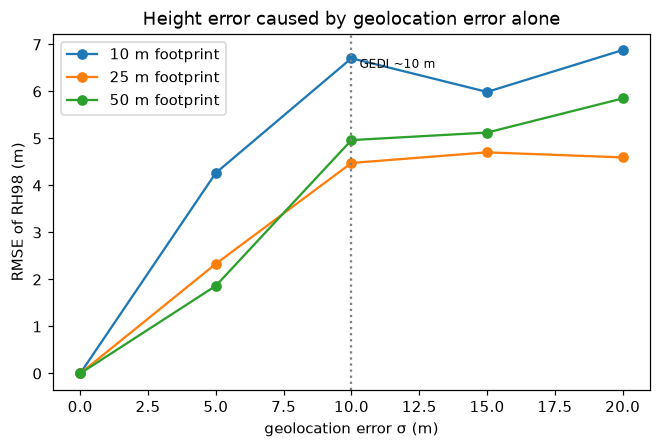 Height error caused by geolocation error alone
10 m footprint
25 m footprint
50 m footprint
GEDI ~10 m
RMSE of RH98 (m)
7
6
5
4
3
2
1
0
0.0 2.5 5.0 7.5 10.0 12.5 15.0 17.5 20.0
geolocation error σ (m)